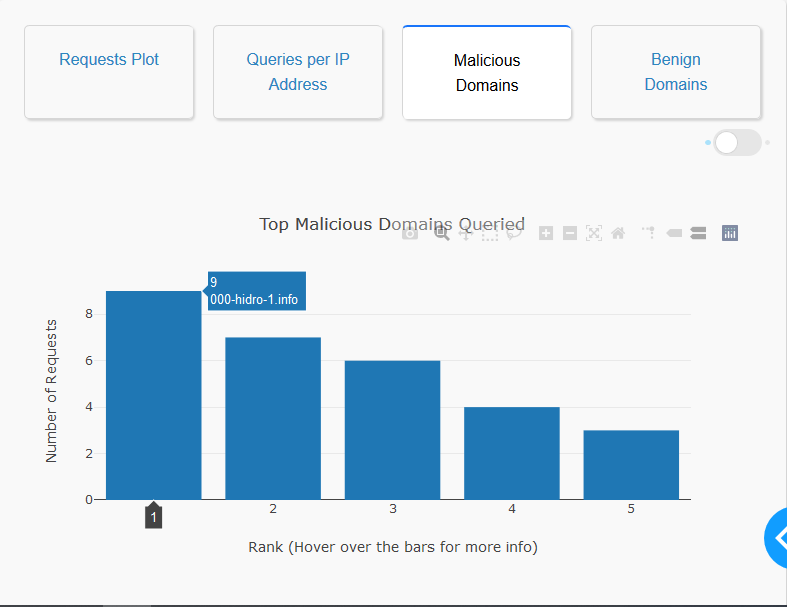 Requests Plot
Queries per IP
Address
Malicious
Domains
Benign
Domains
Top Malicious Domains Queried
9
000-hidro-1.info
Number of Requests
8
6
4
2
0
1
2
3
4
5
Rank (Hover over the bars for more info)